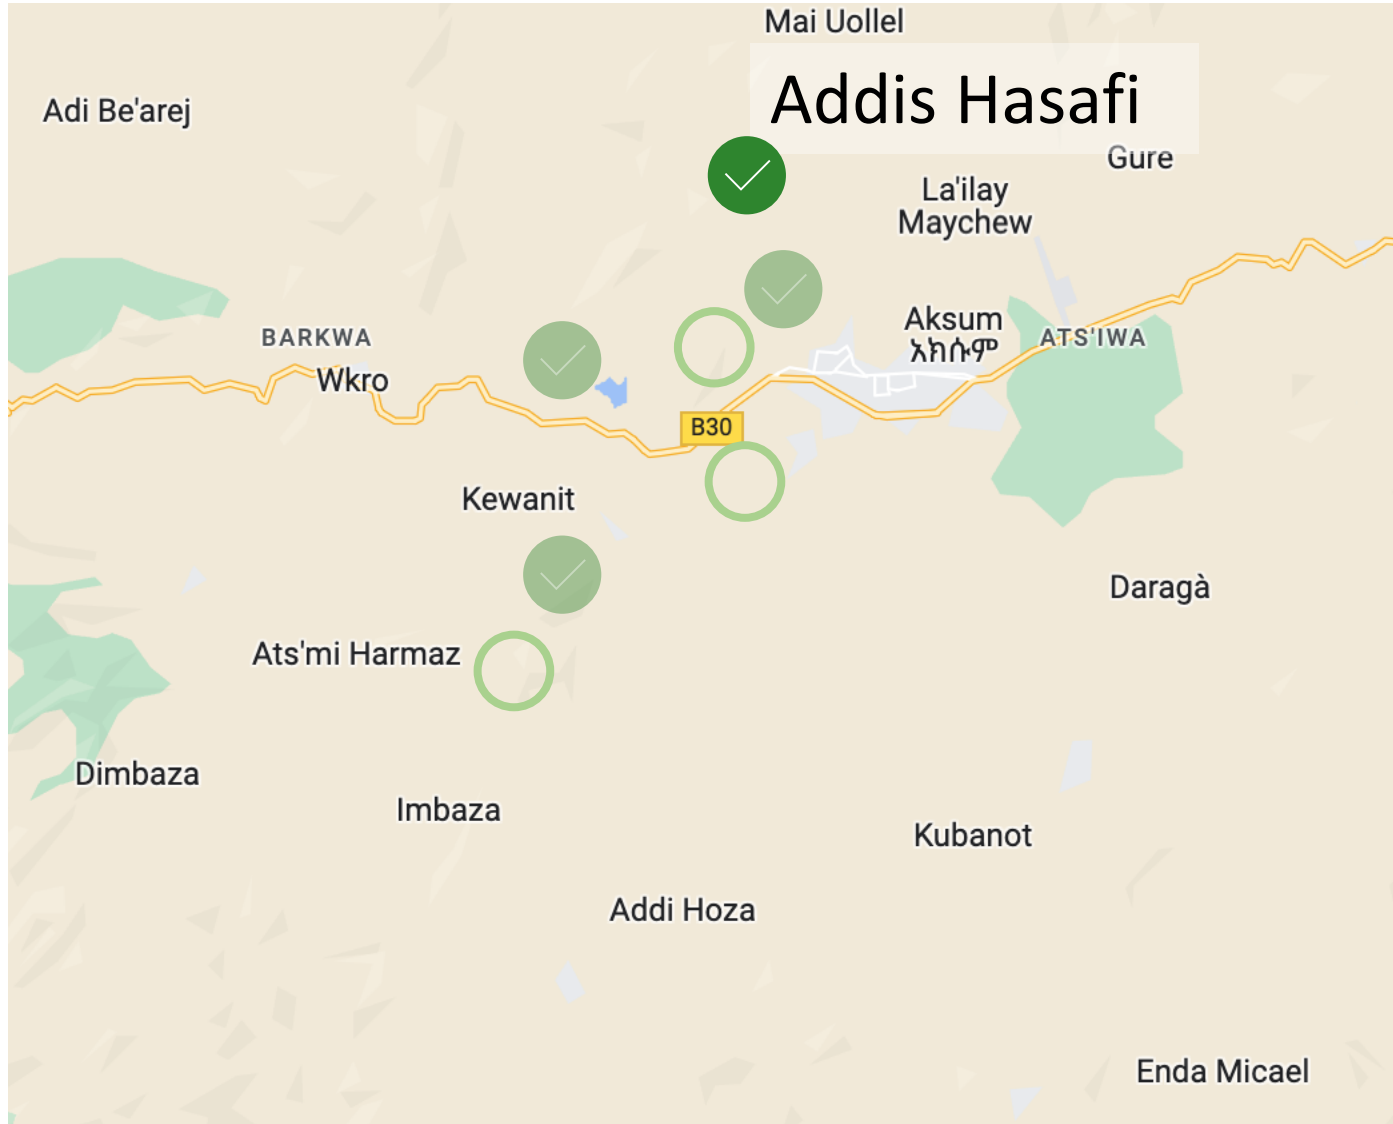 Mai Uollel
Addis Hasafi
Adi Be'arej
Gure
La'ilay
Maychew
Aksum
አክሱም
ATS'IWA
BARKWA
Wkro
B30
Kewanit
Daragà
Ats'mi Harmaz
Dimbaza
Imbaza
Kubanot
Addi Hoza
Enda Micael